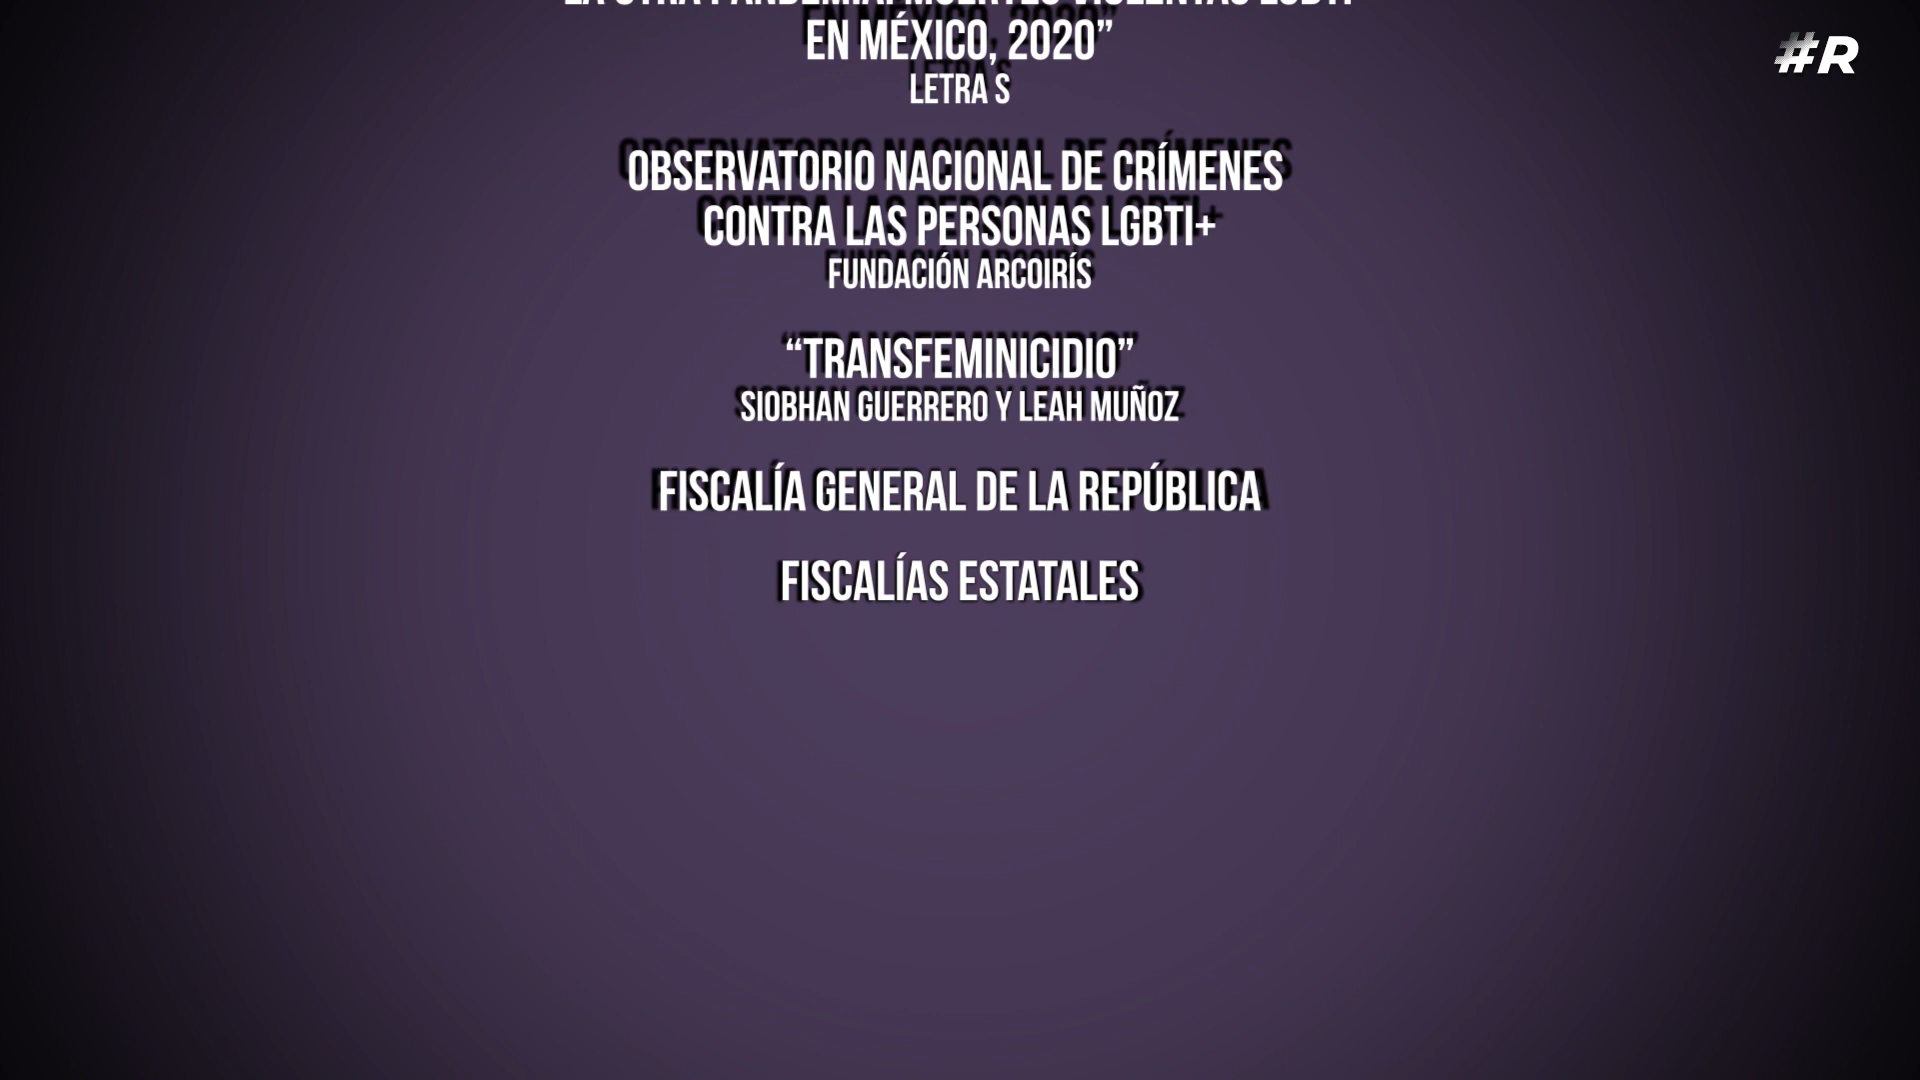 EN MÉXICO, 2020”
LETRA S
OBSERVATORIO NACIONAL DE CRÍMENES
CONTRA LAS PERSONAS LGBTI+
FUNDACIÓN ARCOIRÍS
“TRANSFEMINICIDIO”
SIOBHAN GUERRERO Y LEAH MUÑOZ
FISCALÍA GENERAL DE LA REPÚBLICA
FISCALÍAS ESTATALES
#R